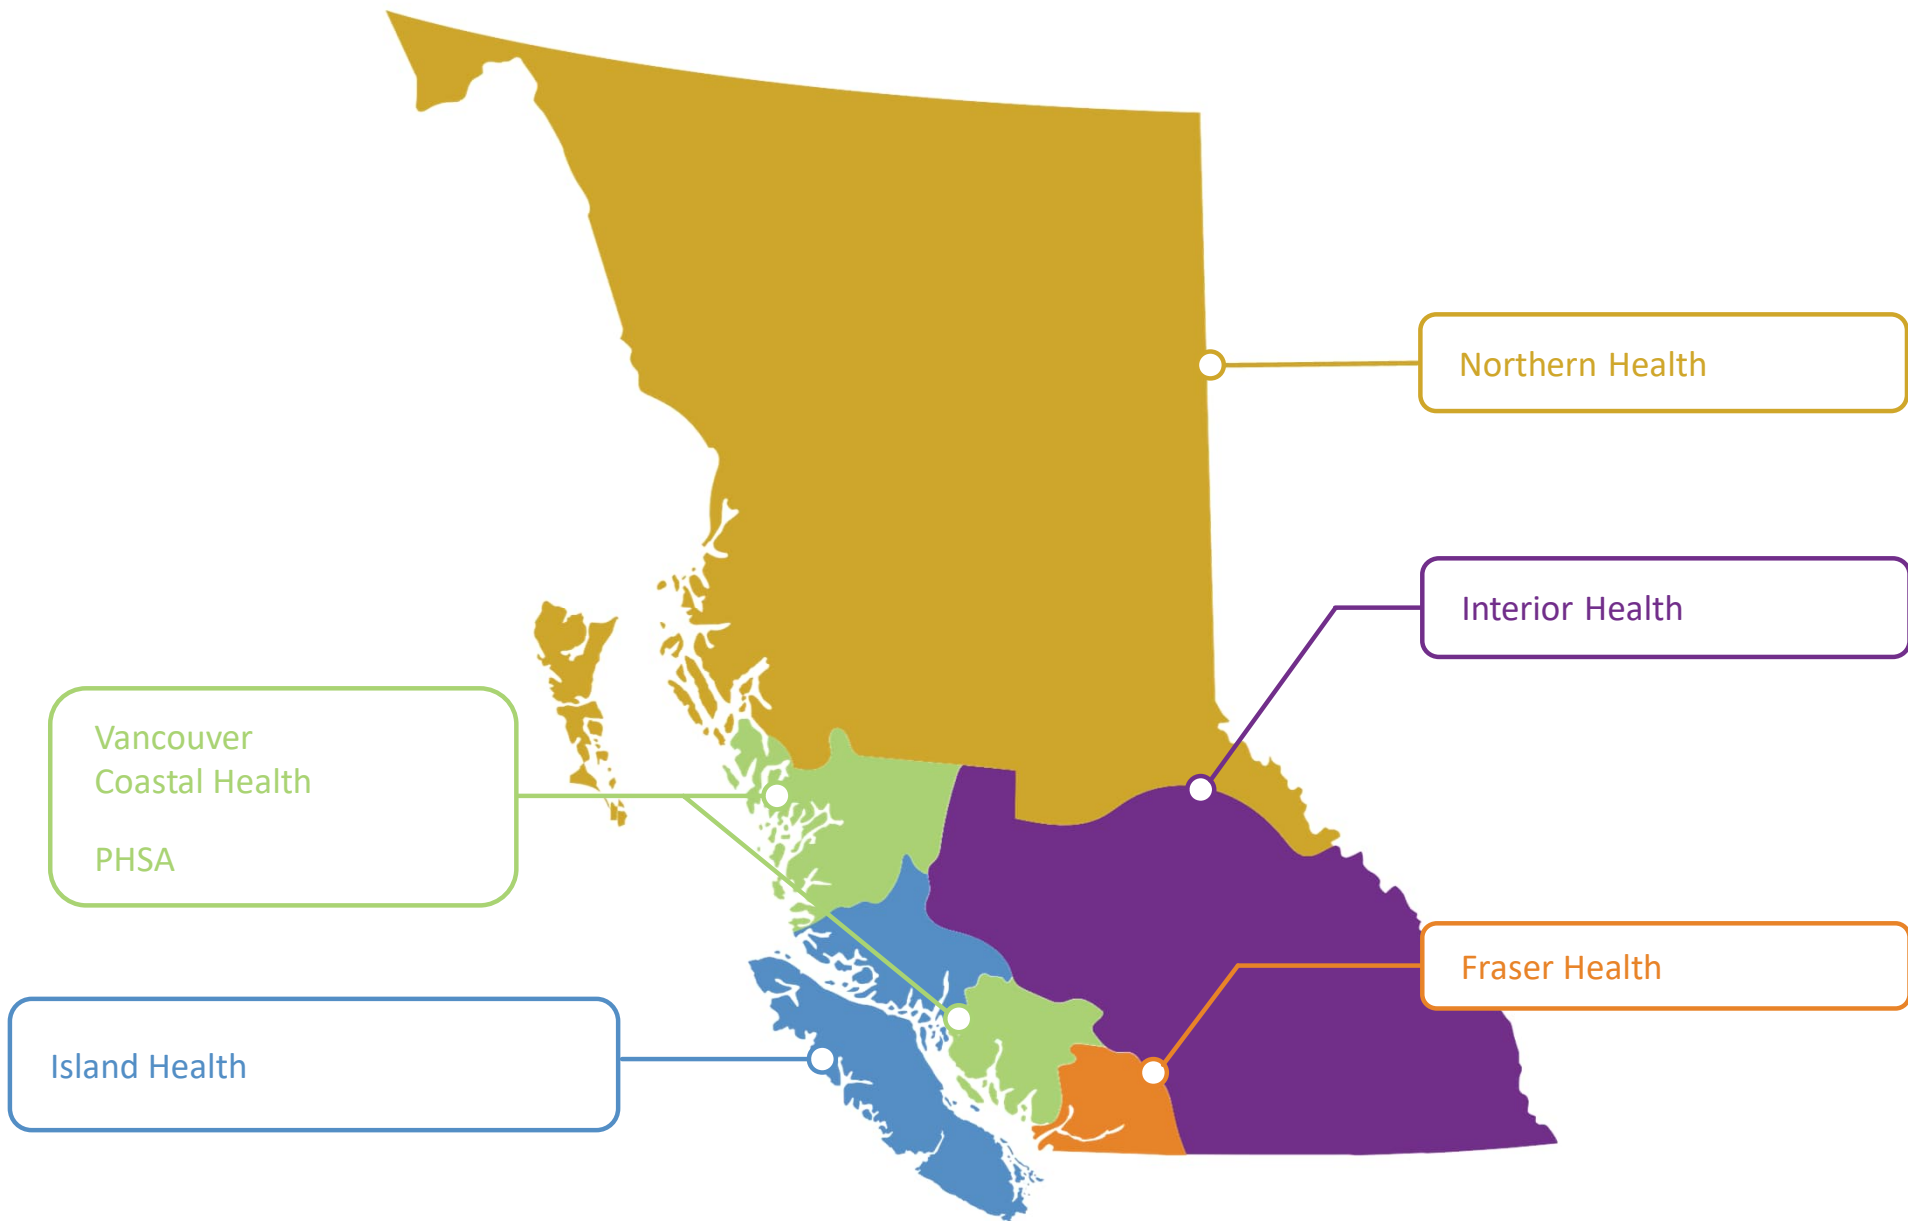 Northern Health
Interior Health
Vancouver
Coastal Health
PHSA
Fraser Health
Island Health